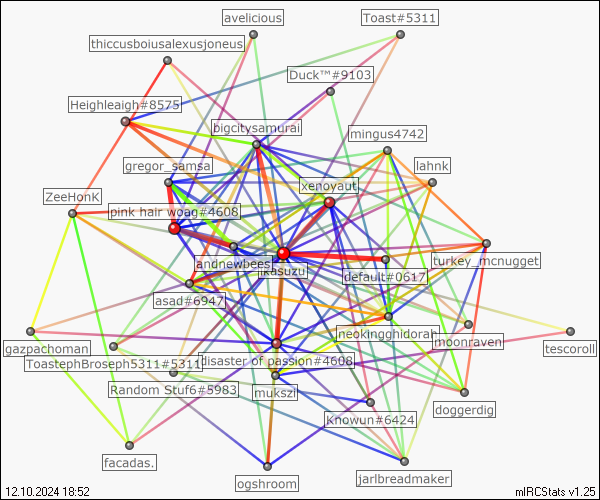 avelicious
Toast#5311
thiccusboiusalexusjoneus
Duck™#9103
Heighleaigh#8575
bigcitysamurai
mingus4742
gregor_samsa
lahnk
xenoyaut
ZeeHonK
pink hair woag#4608
andnewbees
kasuzu
turkey_mcnugget
default#0617
asad#6947
neokingghidorah
gazpachoman
moonraven
tescoroll
ToastephBroseph5311#5311
disaster of passion#4608
Random Stuf6#5983
mukszi
doggerdig
Knowun#6424
facadas.
ogshroom
jarlbreadmaker
12.10.2024 18:52
mIRCStats v1.25